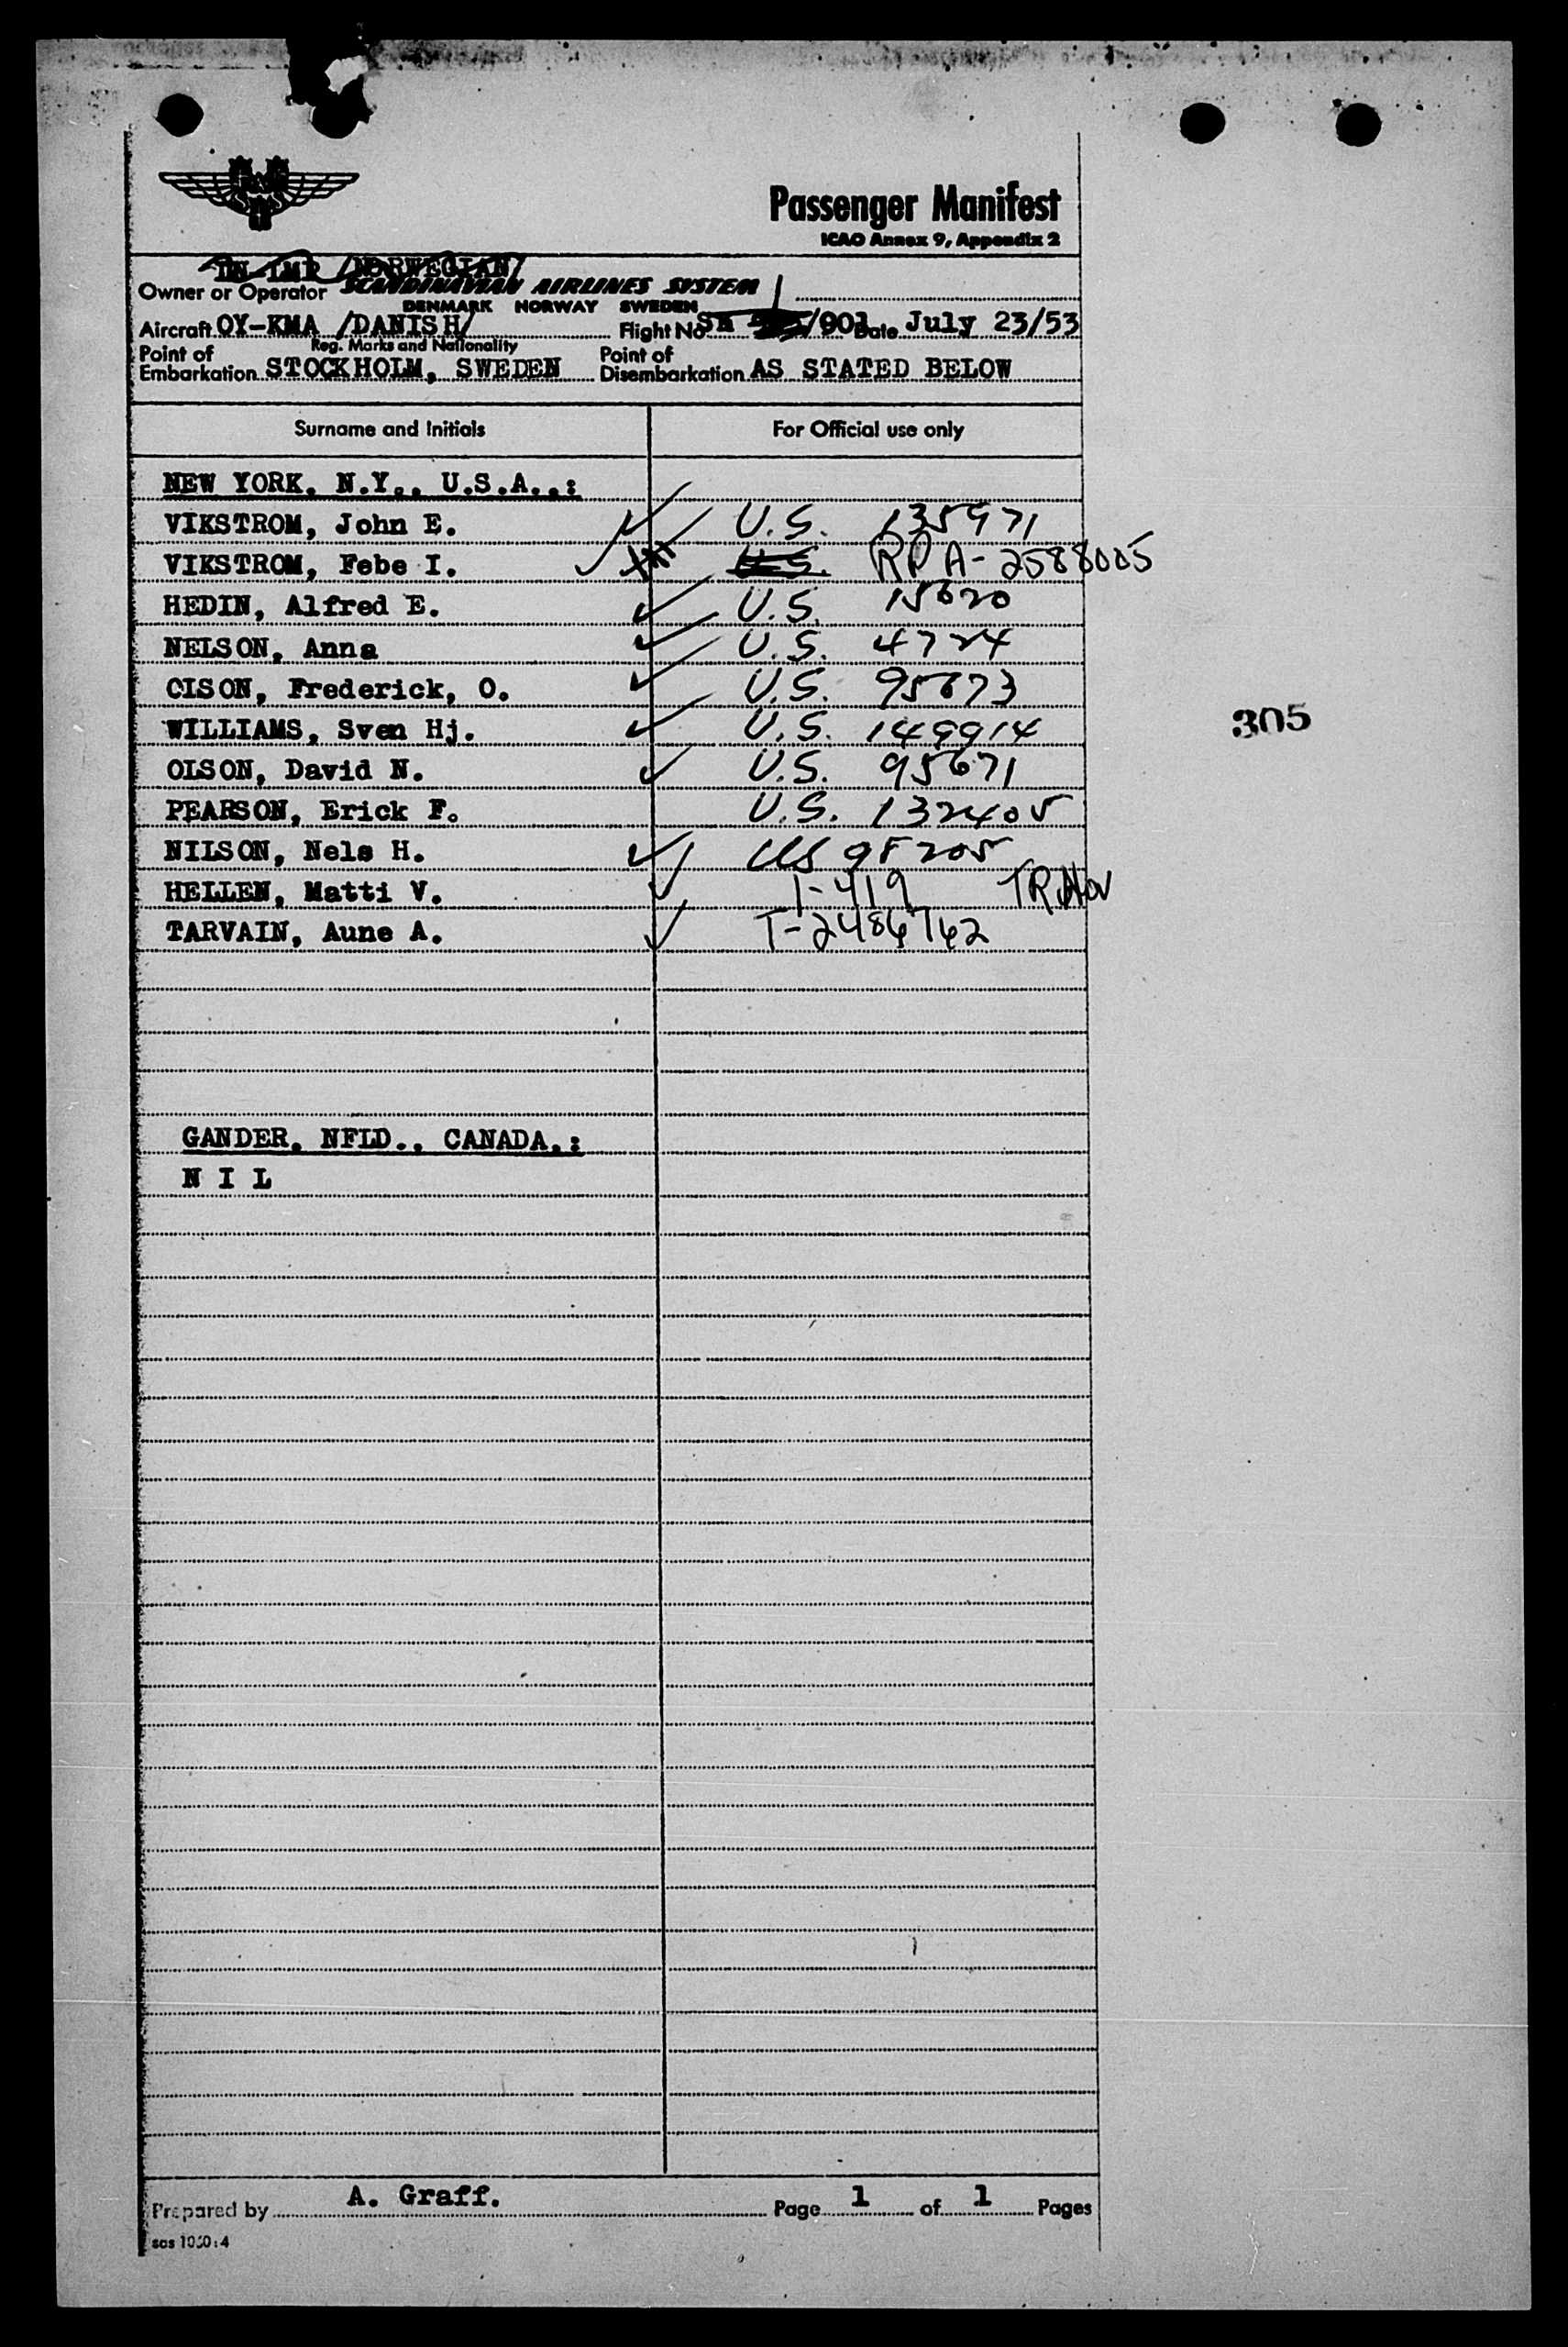 Passenger Manifest
ICAO Annex 9, Appendix 2
/NORWEGIAN/
Owner or Operator SCANDINAVIAN AIRLINES SYSTEM
DENMARK NORWAY SWEDEN
Aircraft OY-KMA /DANISH/ Flight No SK /901 Date July 23/53
Reg. Marks and Nationality
Point of Embarkation STOCKHOLM, SWEDEN Point of Disembarkation AS STATED BELOW
Surname and Initials For Official use only
NEW YORK, N.Y., U.S.A.,:
VIKSTROM, John E. U.S. 135971
VIKSTROM, Febe I. U.S. RP A-2588005
HEDIN, Alfred E. U.S. 15620
NELSON, Anna U.S. 4724
OLSON, Frederick, O. U.S. 95673
WILLIAMS, Sven Hj. U.S. 149914
OLSON, David N. U.S. 95671
PEARSON, Erick F. U.S. 132405
NILSON, Nels H. US 98205
HELLEN, Matti V. T-419
TARVAIN, Aune A. T-2486762
305
GANDER, NFLD., CANADA,:
N I L
Prepared by A. Graff. Page 1 of 1 Pages
sas 1050:4